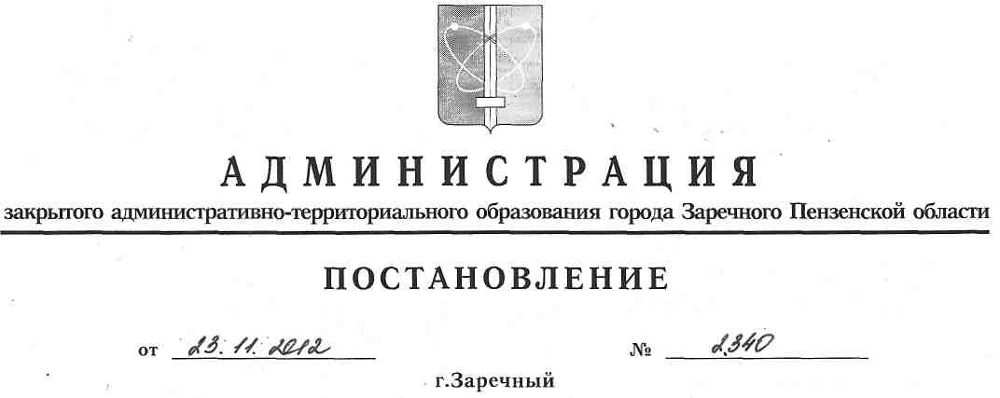 АДМИНИСТРАЦИЯ
закрытого административно-территориального образования города Заречного Пензенской области
ПОСТАНОВЛЕНИЕ
от 23.11.2012 № 2340
г.Заречный